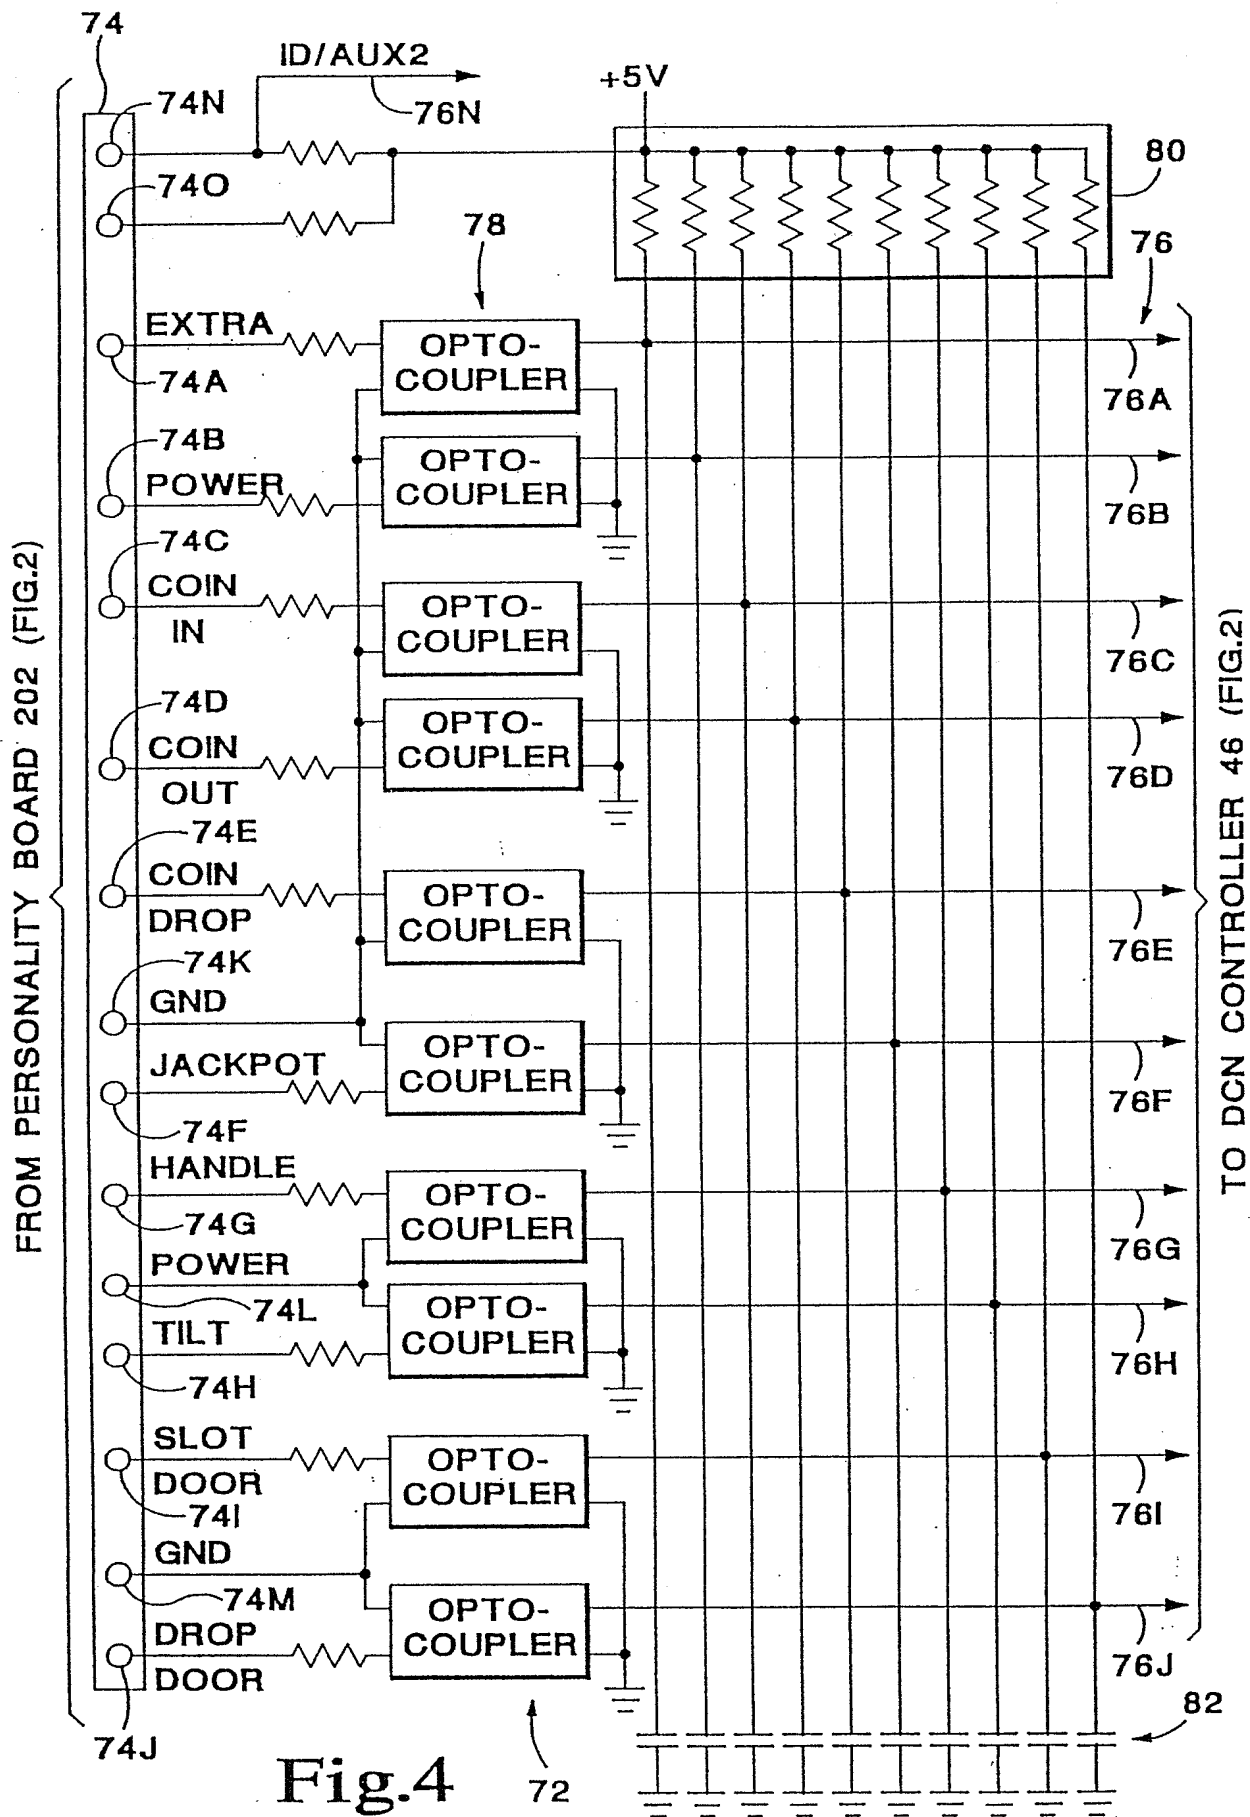 74
ID/AUX2
+5V
74N
76N
80
74O
78
76
EXTRA
OPTO-
COUPLER
74A
76A
74B
POWER
OPTO-
COUPLER
76B
74C
COIN
IN
OPTO-
COUPLER
76C
74D
COIN
OUT
OPTO-
COUPLER
76D
74E
COIN
DROP
OPTO-
COUPLER
76E
74K
GND
OPTO-
COUPLER
JACKPOT
76F
74F
HANDLE
OPTO-
COUPLER
74G
76G
POWER
74L
OPTO-
COUPLER
TILT
76H
74H
SLOT
DOOR
OPTO-
COUPLER
74I
76I
GND
74M
OPTO-
COUPLER
DROP
DOOR
76J
74J
82
72
Fig.4
FROM PERSONALITY BOARD 202 (FIG.2)
TO DCN CONTROLLER 46 (FIG.2)